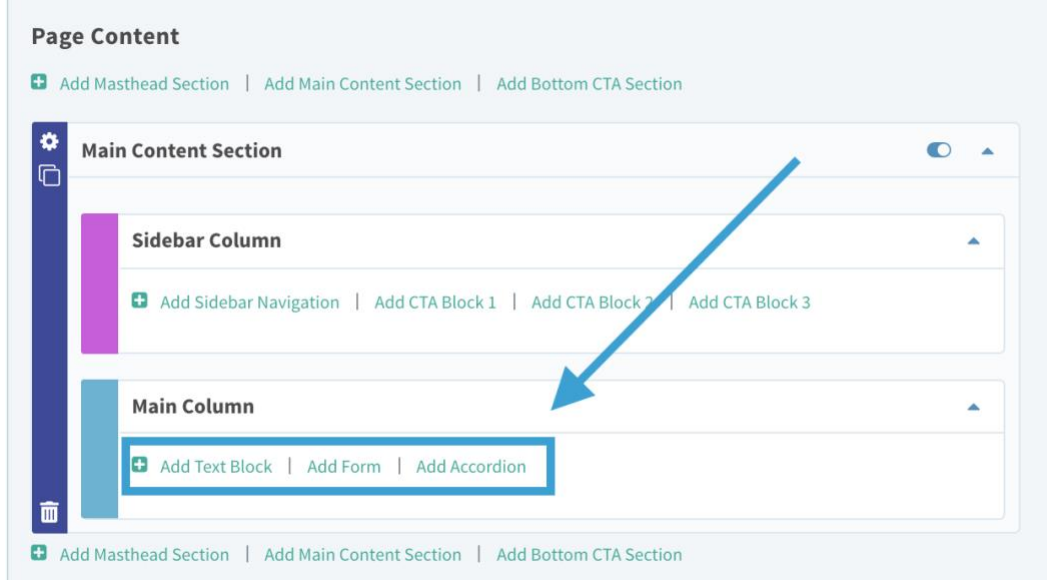 Page Content
Add Masthead Section | Add Main Content Section | Add Bottom CTA Section
Main Content Section
Sidebar Column
Add Sidebar Navigation | Add CTA Block 1 | Add CTA Block 2 | Add CTA Block 3
Main Column
Add Text Block | Add Form | Add Accordion
Add Masthead Section | Add Main Content Section | Add Bottom CTA Section